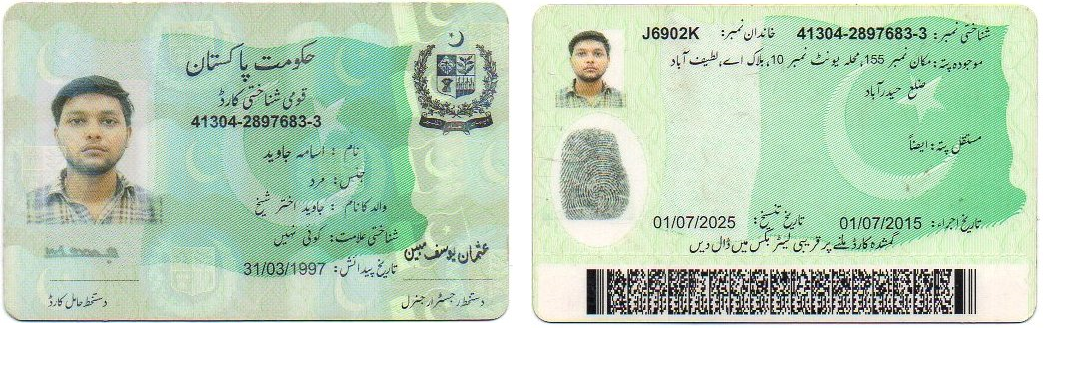 حکومت پاکستان
قومی شناختی کارڈ
41304-2897683-3
نام : اسامہ جاوید
جنس: مرد
والد کا نام : جاوید اختر شیخ
شناختی علامت: کوئی نہیں
تاریخ پیدائش: 31/03/1997
عثمان یوسف مبین
دستخط رجسٹرار جنرل
دستخط حامل کارڈ
شناختی نمبر: 41304-2897683-3 خاندان نمبر: J6902K
موجودہ پتہ: مکان نمبر 155، محلہ یونٹ نمبر 10، بلاک اے، لطیف آباد
ضلع حیدرآباد
مستقل پتہ: ایضاً
تاریخ اجراء: 01/07/2015 تاریخ تنسیخ: 01/07/2025
گمشدہ کارڈ ملنے پر قریبی لیٹر بکس میں ڈال دیں